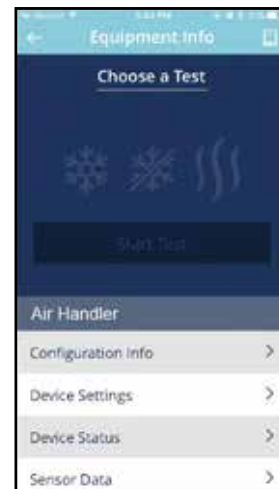 Equipment Info
Choose a Test
Start Test
Air Handler
Configuration Info
Device Settings
Device Status
Sensor Data